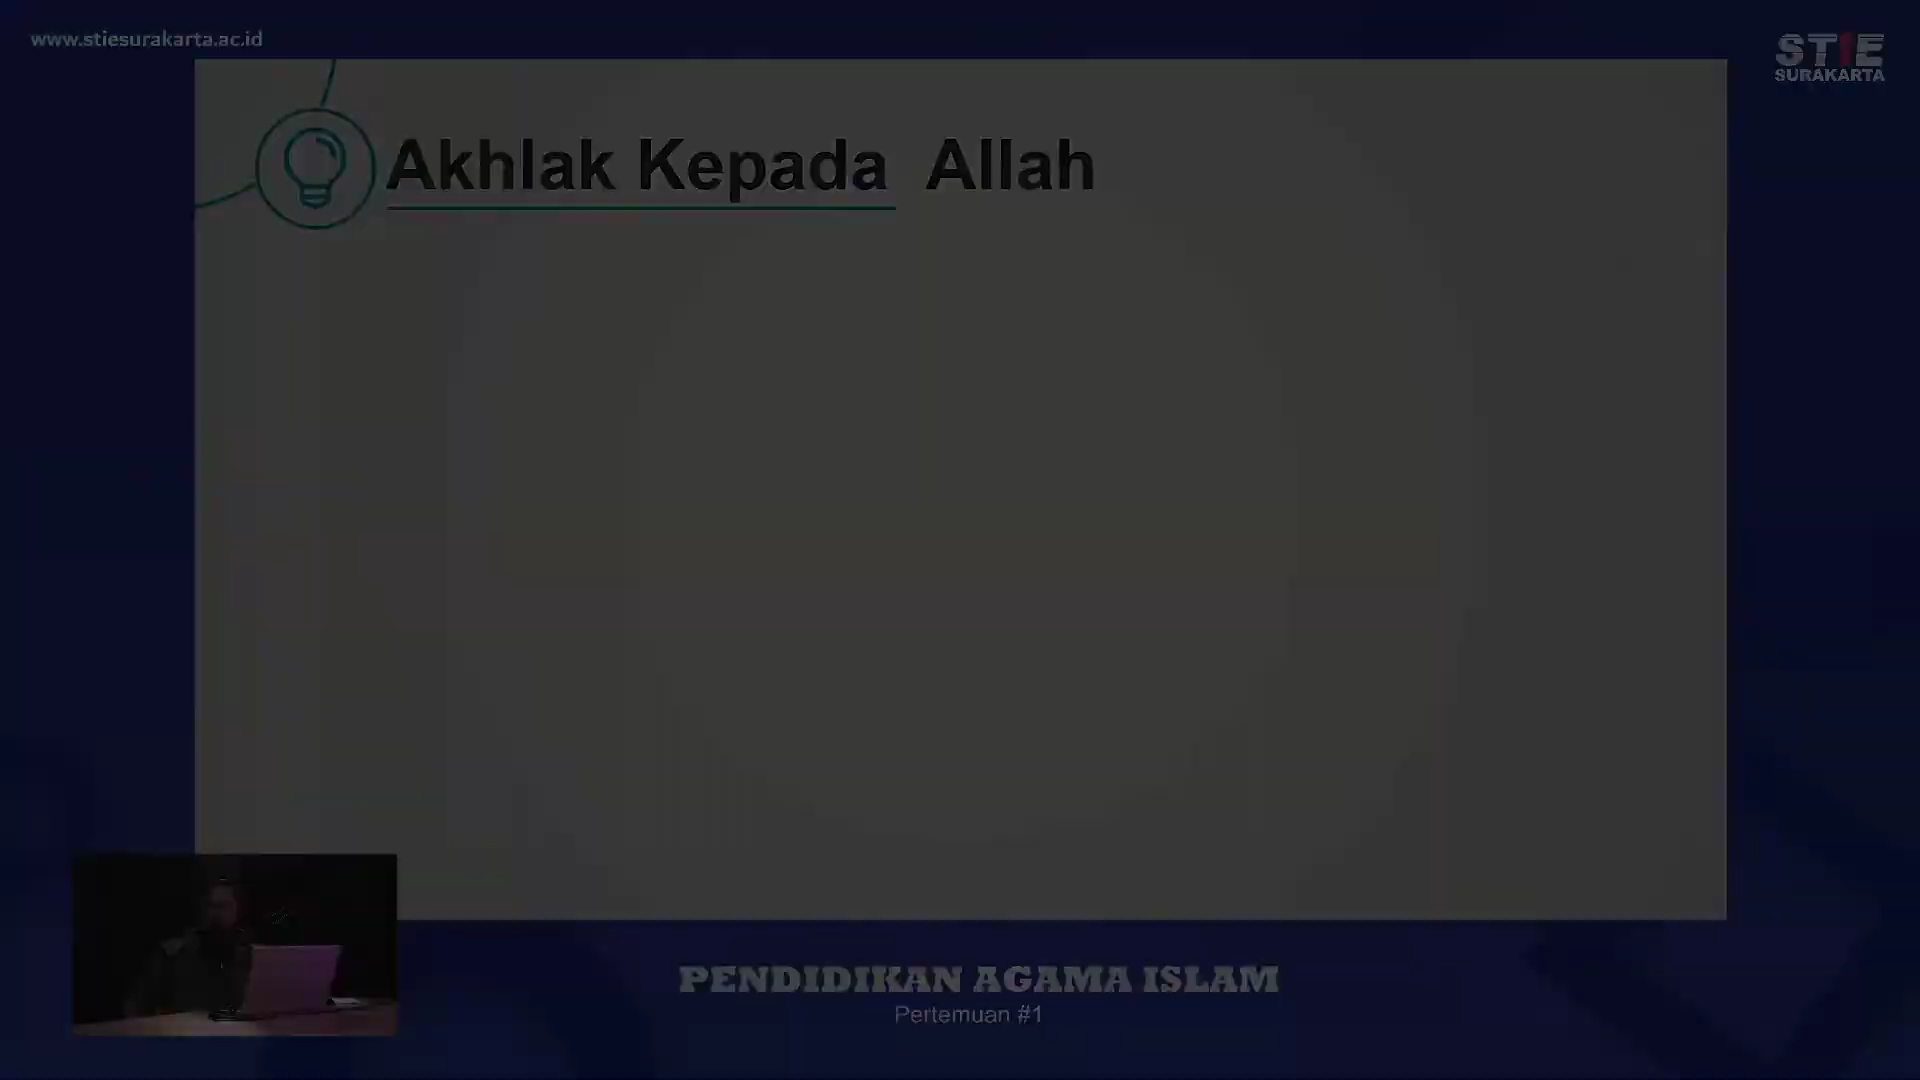 www.stiesurakarta.ac.id
STIE
SURAKARTA
Akhlak Kepada Allah
PENDIDIKAN AGAMA ISLAM
Pertemuan #1